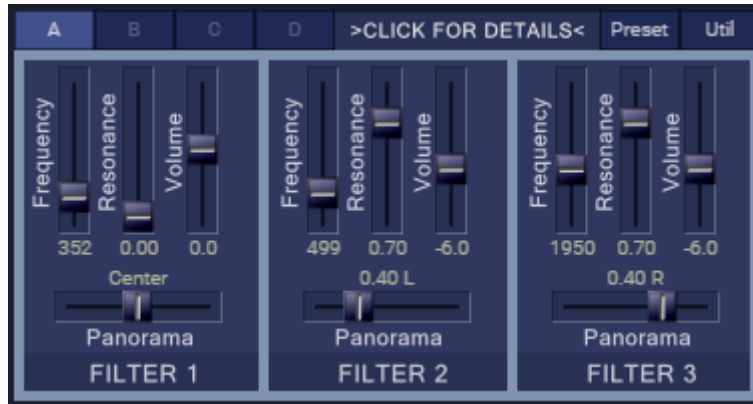 A B C D >CLICK FOR DETAILS< Preset Util
Frequency Resonance Volume
352 0.00 0.0
Center
Panorama
FILTER 1
Frequency Resonance Volume
499 0.70 -6.0
0.40 L
Panorama
FILTER 2
Frequency Resonance Volume
1950 0.70 -6.0
0.40 R
Panorama
FILTER 3